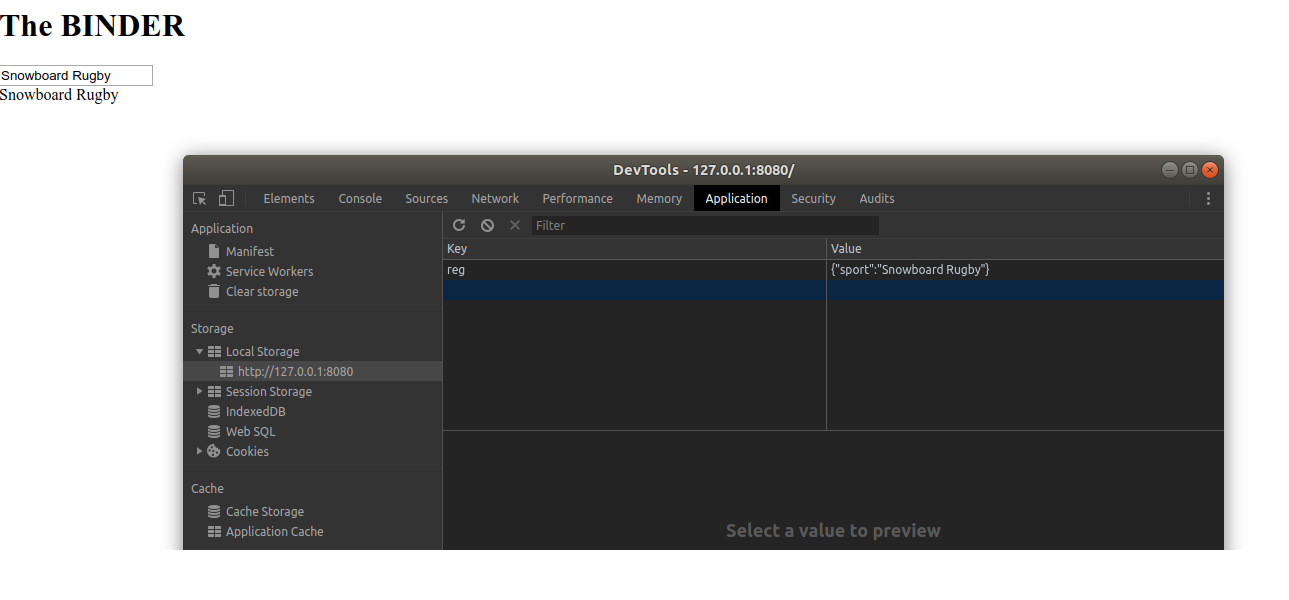 The BINDER
Snowboard Rugby
Snowboard Rugby
DevTools - 127.0.0.1:8080/
Elements Console Sources Network Performance Memory Application Security Audits
Application
Manifest
Service Workers
Clear storage
Storage
Local Storage
http://127.0.0.1:8080
Session Storage
IndexedDB
Web SQL
Cookies
Cache
Cache Storage
Application Cache
Filter
Key Value
reg {"sport":"Snowboard Rugby"}
Select a value to preview